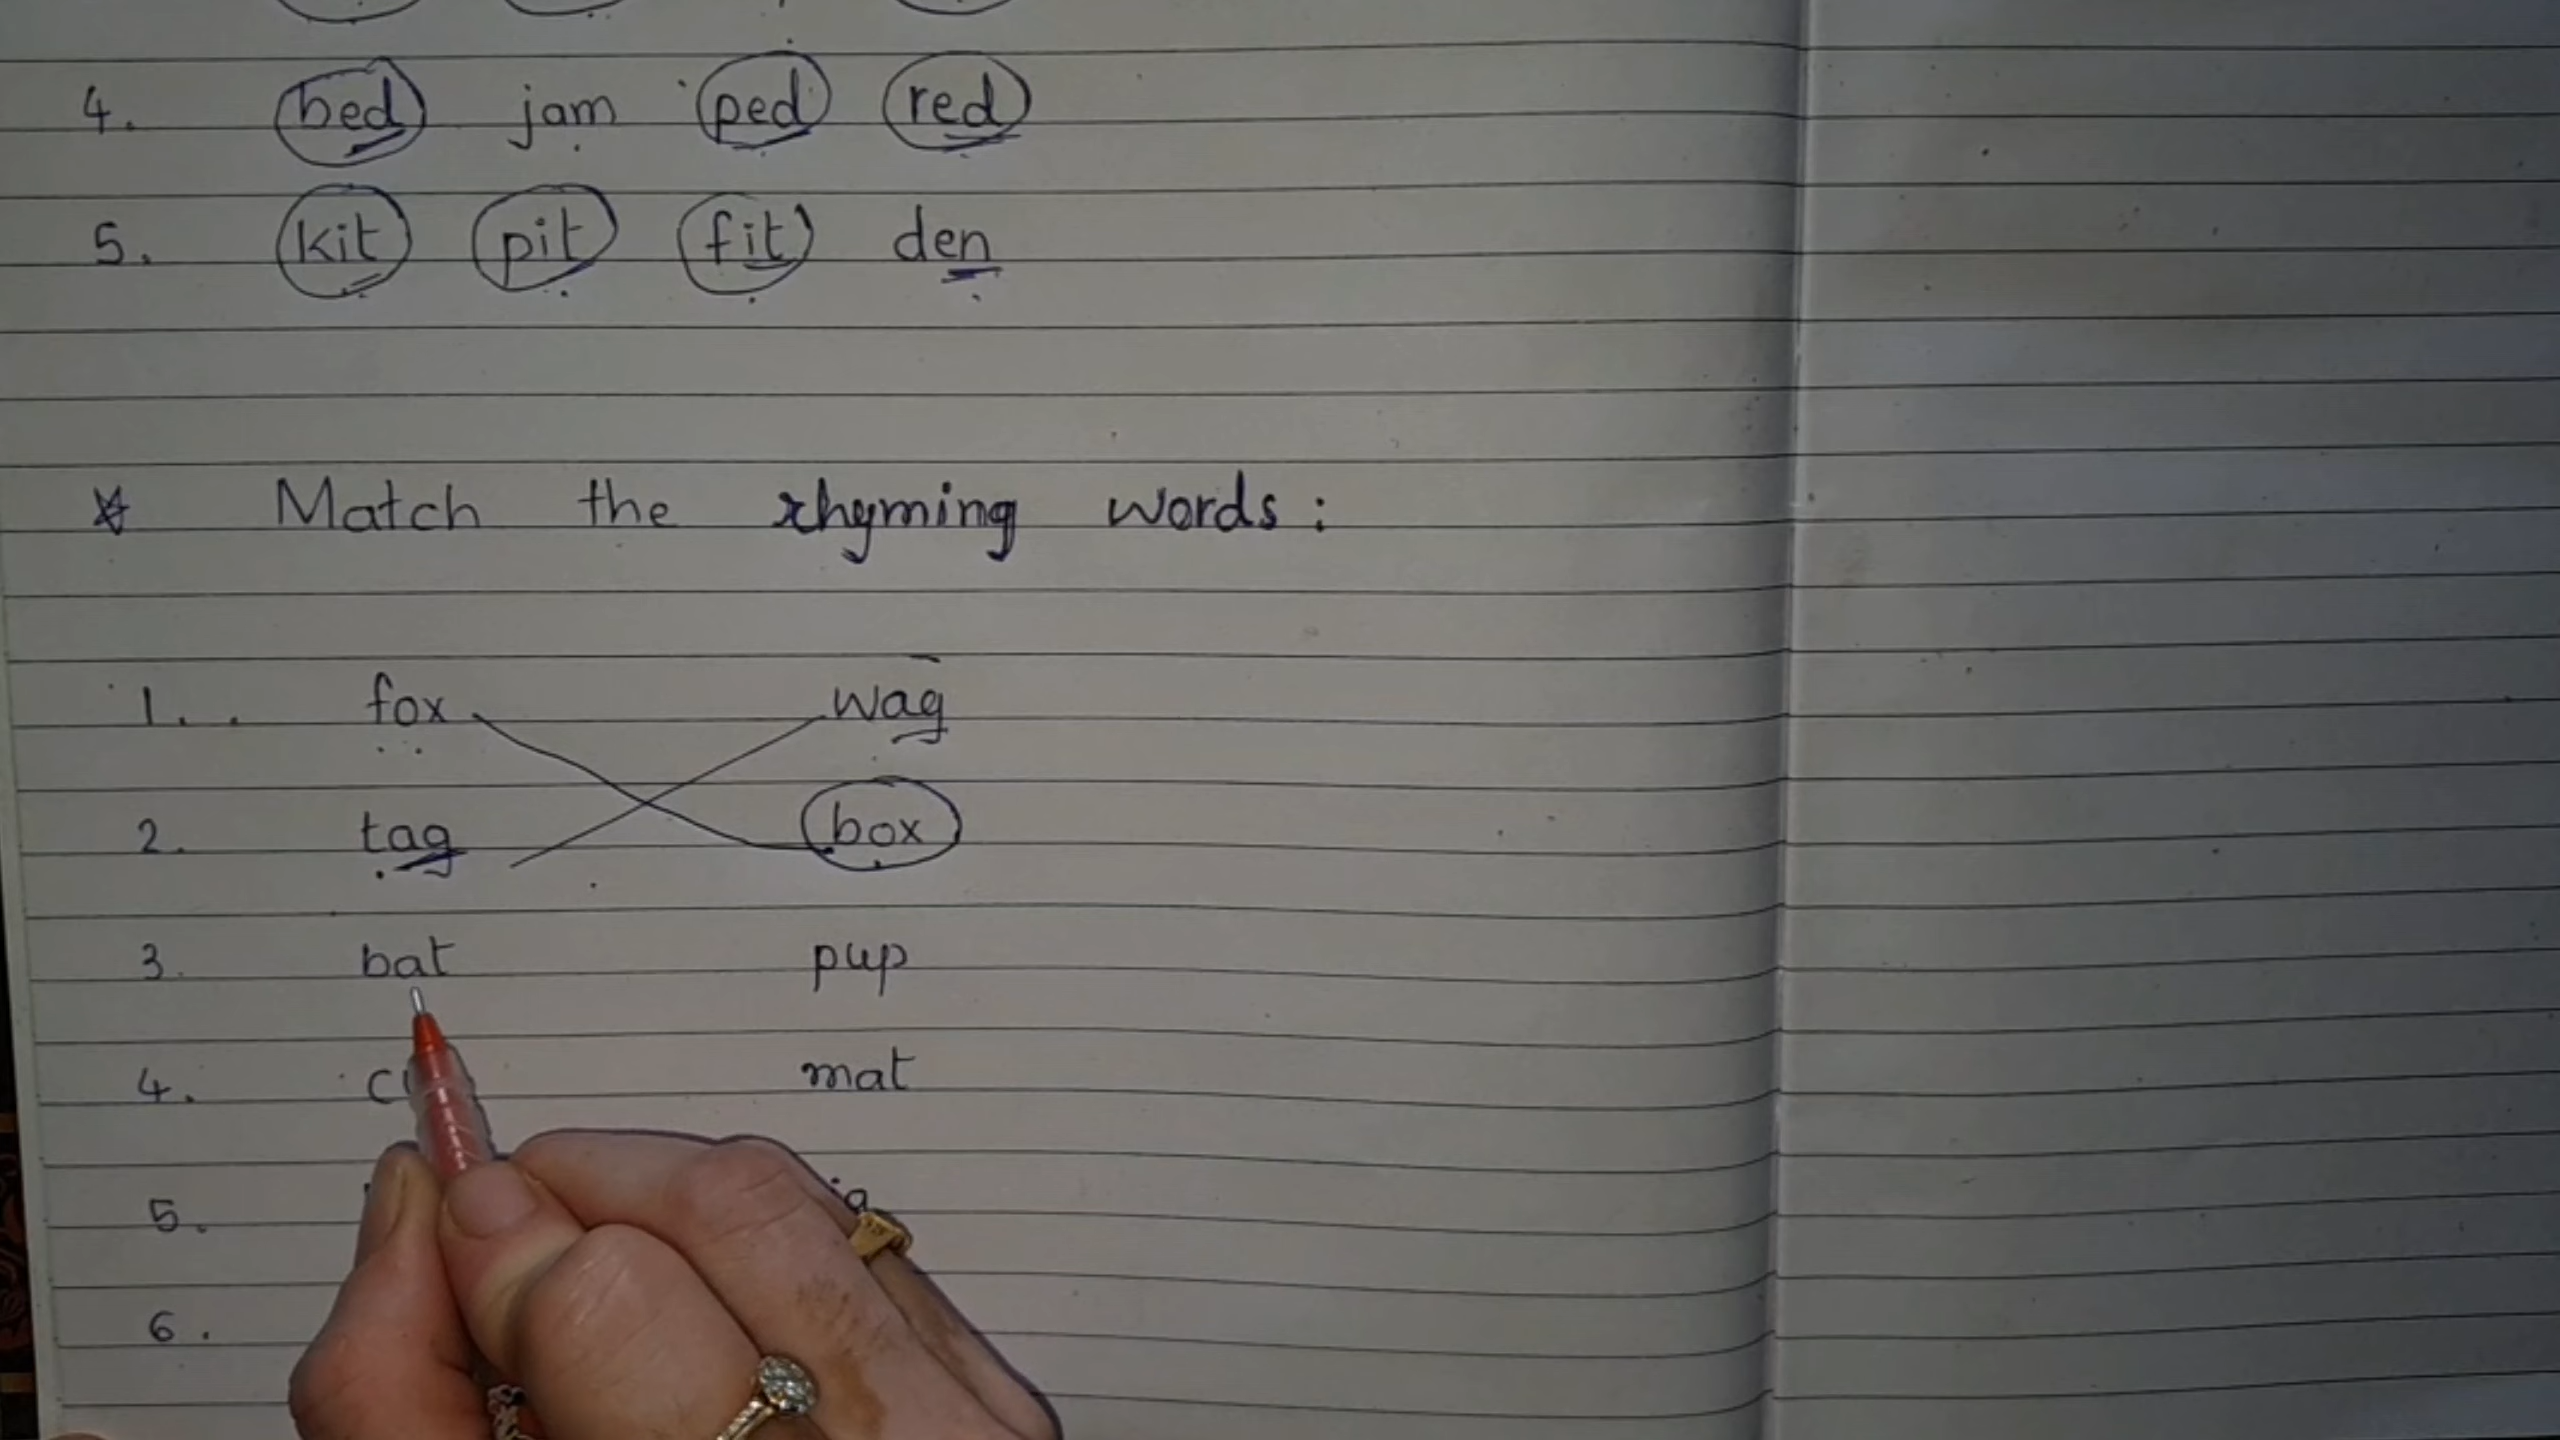 4. bed jam ped red
5. kit pit fit den
Match the rhyming words:
1. fox wag
2. tag box
3. bat pup
4. mat
5.
6.